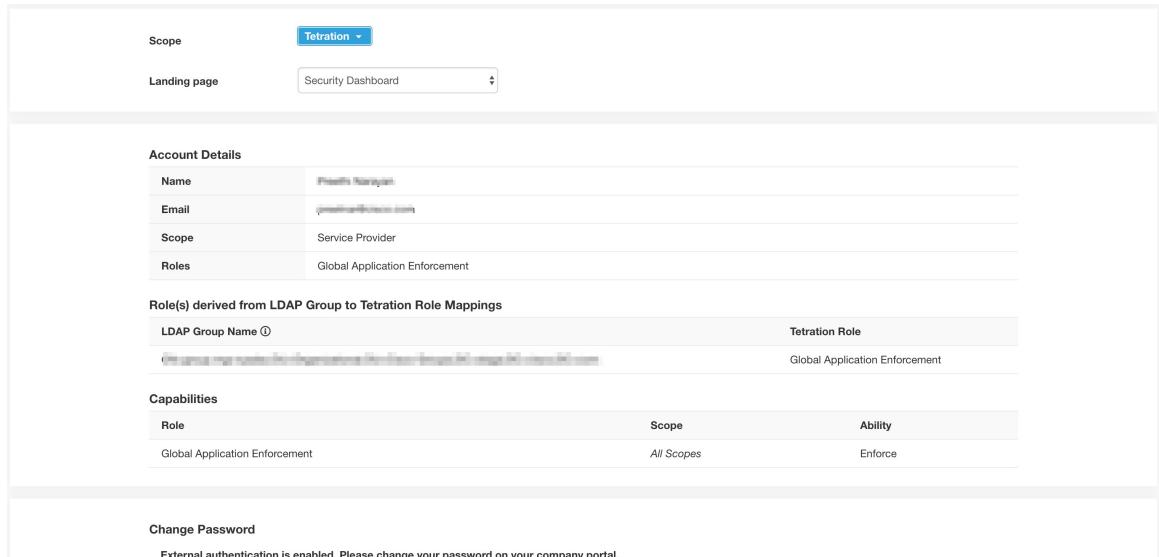 Scope Tetration
Landing page Security Dashboard
Account Details
Name
Email
Scope Service Provider
Roles Global Application Enforcement
Role(s) derived from LDAP Group to Tetration Role Mappings
LDAP Group Name Tetration Role
Global Application Enforcement
Capabilities
Role Scope Ability
Global Application Enforcement All Scopes Enforce
Change Password
External authentication is enabled. Please change your password on your company portal.